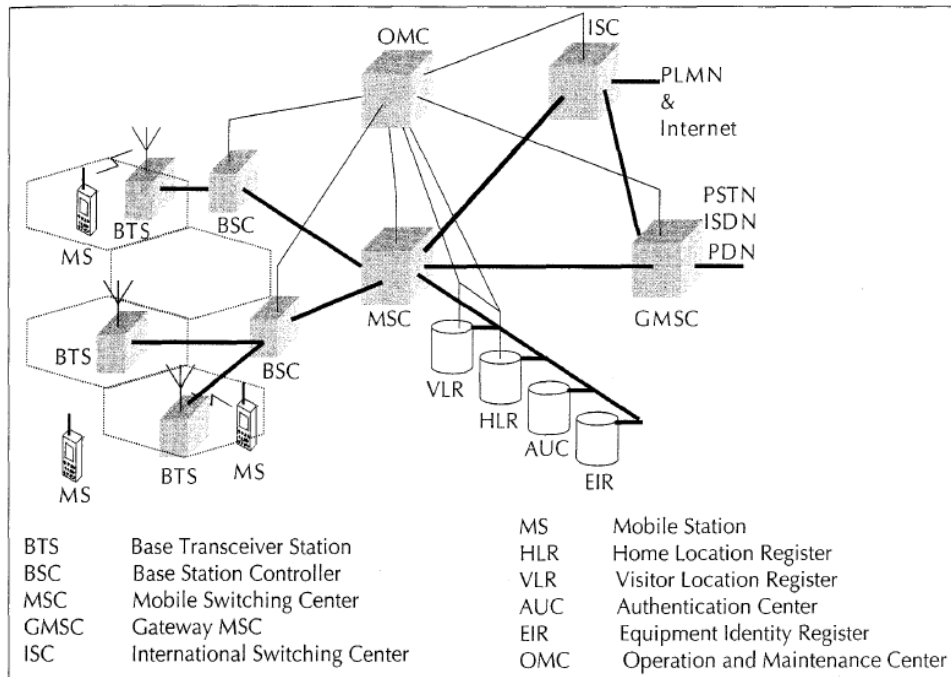 OMC
ISC
PLMN
&
Internet
BTS
BSC
MS
PSTN
ISDN
PDN
MSC
GMSC
BTS
BSC
VLR
HLR
AUC
EIR
MS
BTS
MS
BTS Base Transceiver Station
BSC Base Station Controller
MSC Mobile Switching Center
GMSC Gateway MSC
ISC International Switching Center
MS Mobile Station
HLR Home Location Register
VLR Visitor Location Register
AUC Authentication Center
EIR Equipment Identity Register
OMC Operation and Maintenance Center